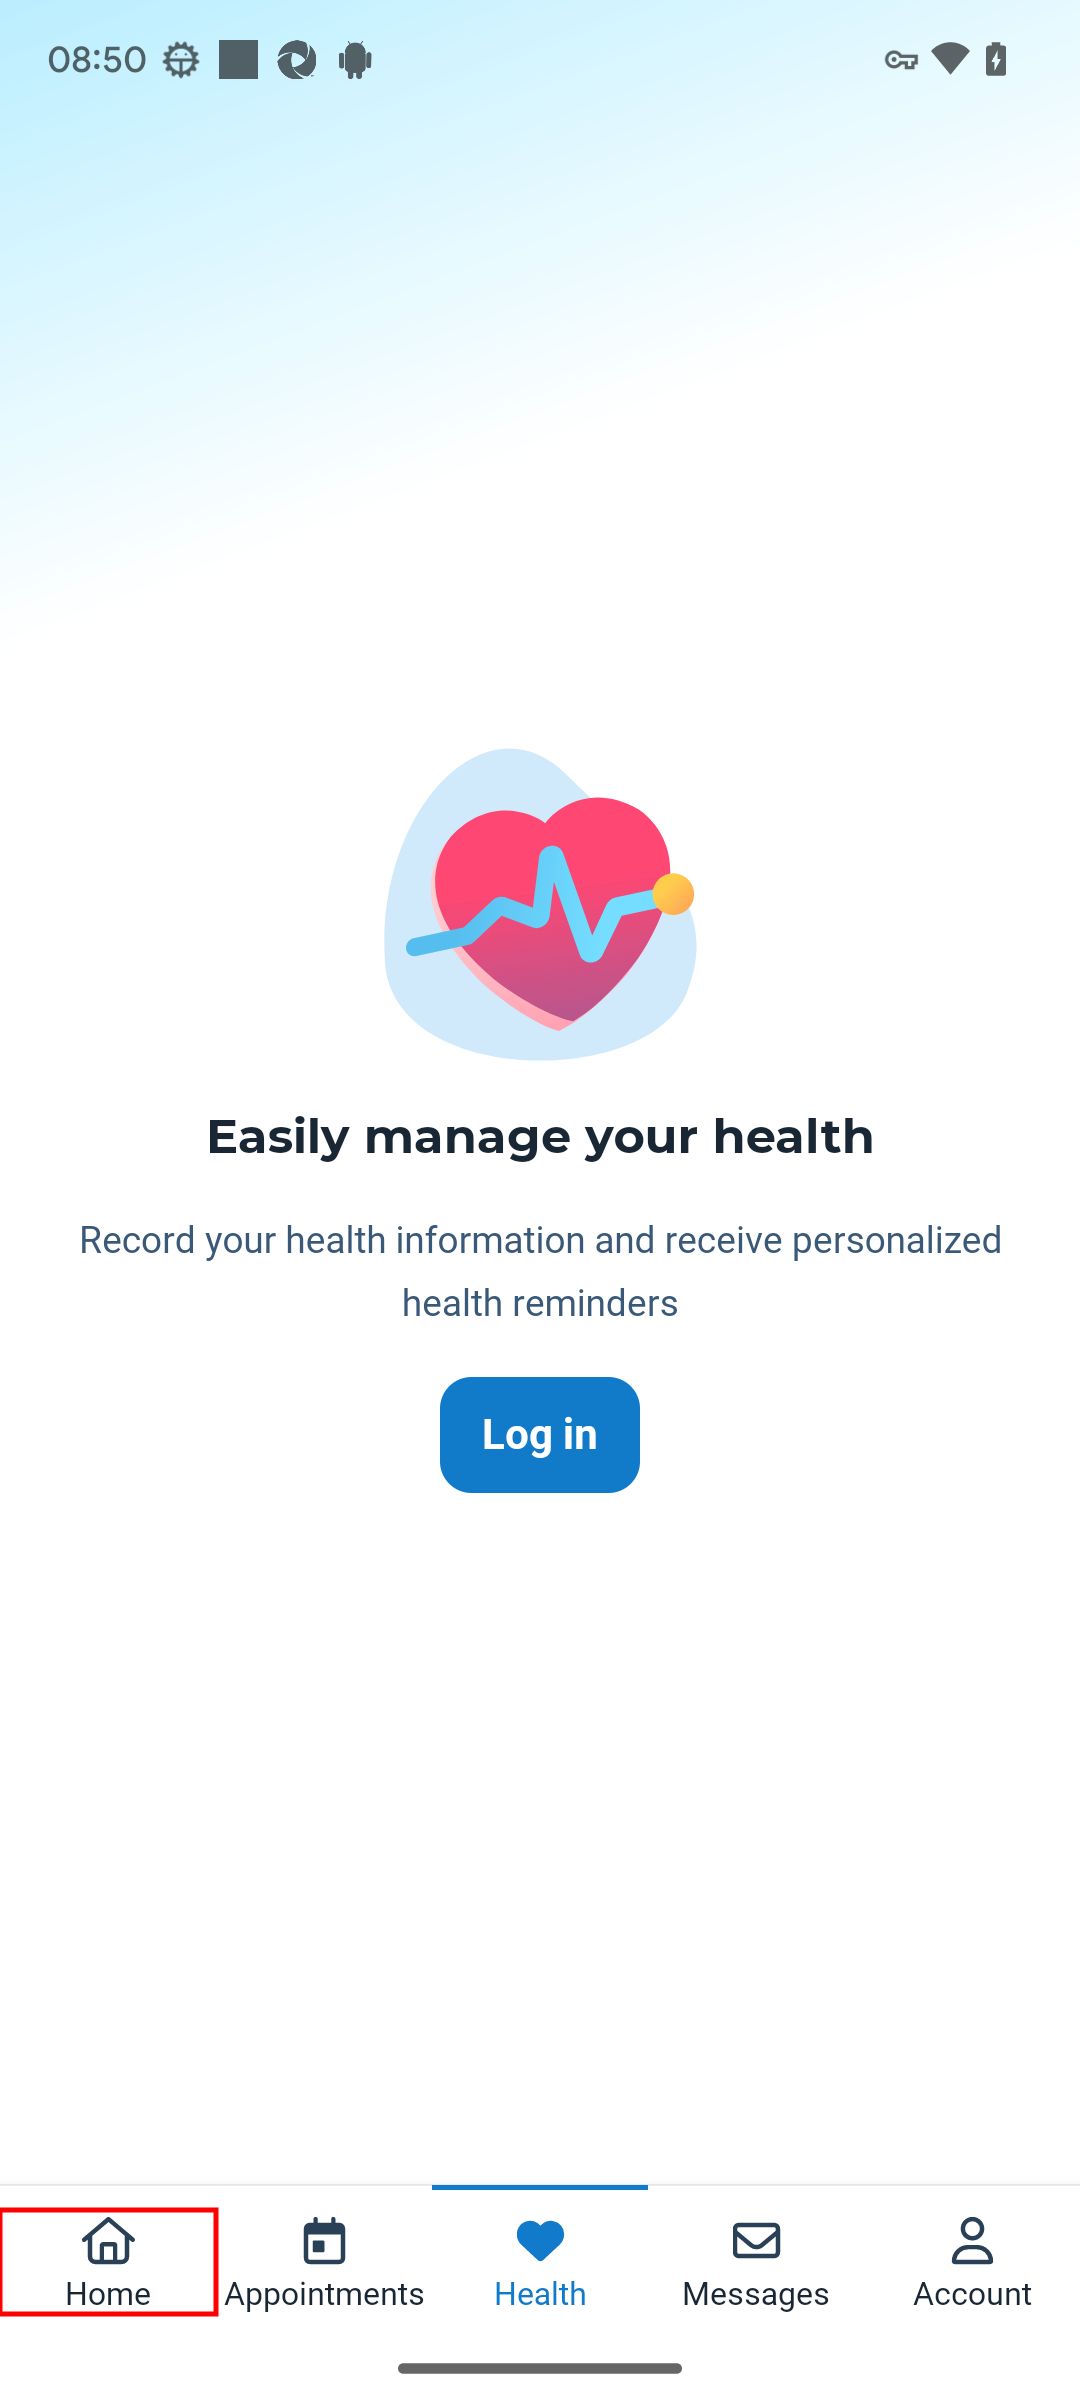 08:50
Easily manage your health
Record your health information and receive personalized
health reminders
Log in
Home
Appointments
Health
Messages
Account